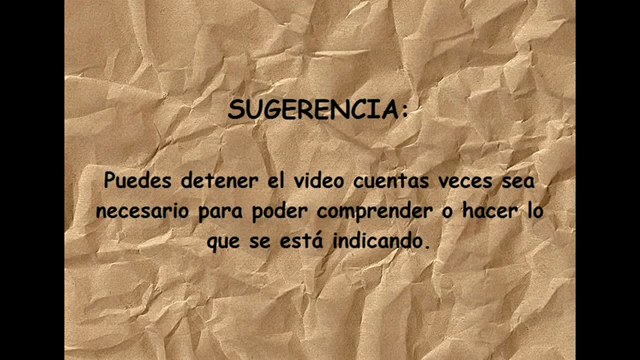 SUGERENCIA:
Puedes detener el video cuentas veces sea
necesario para poder comprender o hacer lo
que se está indicando.